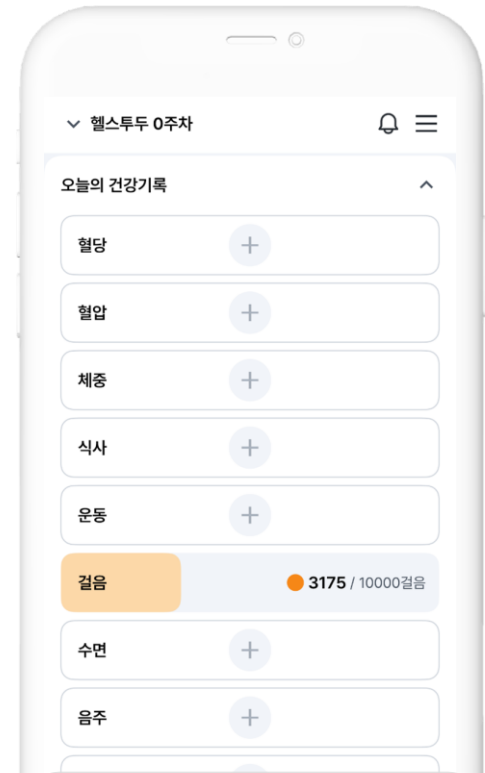 헬스투두 0주차
오늘의 건강기록
혈당
혈압
체중
식사
운동
걸음 3175 / 10000걸음
수면
음주